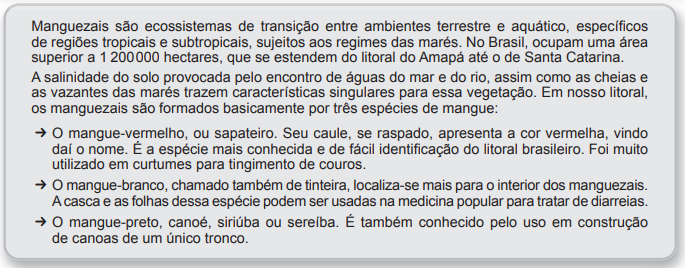 Manguezais são ecossistemas de transição entre ambientes terrestre e aquático, específicos
de regiões tropicais e subtropicais, sujeitos aos regimes das marés. No Brasil, ocupam uma área
superior a 1 200 000 hectares, que se estendem do litoral do Amapá até o de Santa Catarina.
A salinidade do solo provocada pelo encontro de águas do mar e do rio, assim como as cheias e
as vazantes das marés trazem características singulares para essa vegetação. Em nosso litoral,
os manguezais são formados basicamente por três espécies de mangue:
→ O mangue-vermelho, ou sapateiro. Seu caule, se raspado, apresenta a cor vermelha, vindo
daí o nome. É a espécie mais conhecida e de fácil identificação do litoral brasileiro. Foi muito
utilizado em curtumes para tingimento de couros.
→ O mangue-branco, chamado também de tinteira, localiza-se mais para o interior dos manguezais.
A casca e as folhas dessa espécie podem ser usadas na medicina popular para tratar de diarreias.
→ O mangue-preto, canoé, siriúba ou sereíba. É também conhecido pelo uso em construção
de canoas de um único tronco.